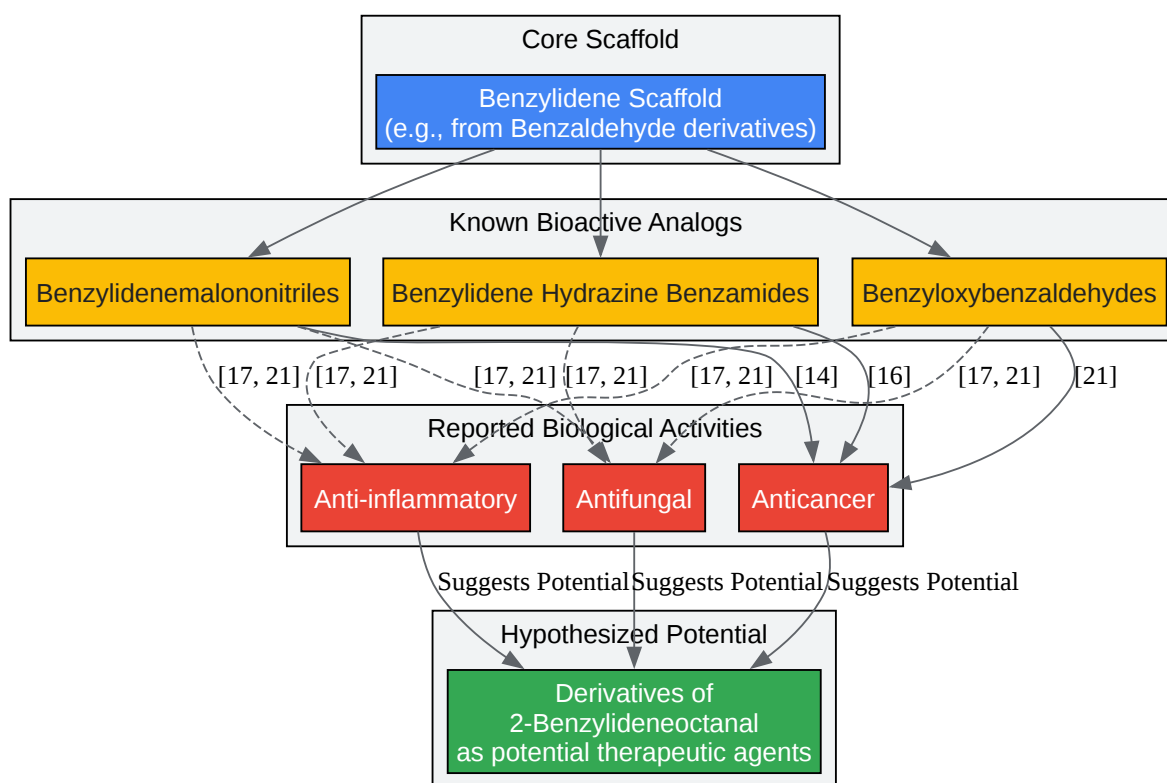 Core Scaffold
Benzylidene Scaffold
(e.g., from Benzaldehyde derivatives)
Known Bioactive Analogs
Benzylidenemalononitriles
Benzylidene Hydrazine Benzamides
Benzyloxybenzaldehydes
[17, 21]
[17, 21]
[17, 21]
[17, 21]
[17, 21]
[14]
[16]
[17, 21]
[21]
Reported Biological Activities
Anti-inflammatory
Antifungal
Anticancer
Suggests Potential
Suggests Potential
Suggests Potential
Hypothesized Potential
Derivatives of
2-Benzylideneoctanal
as potential therapeutic agents